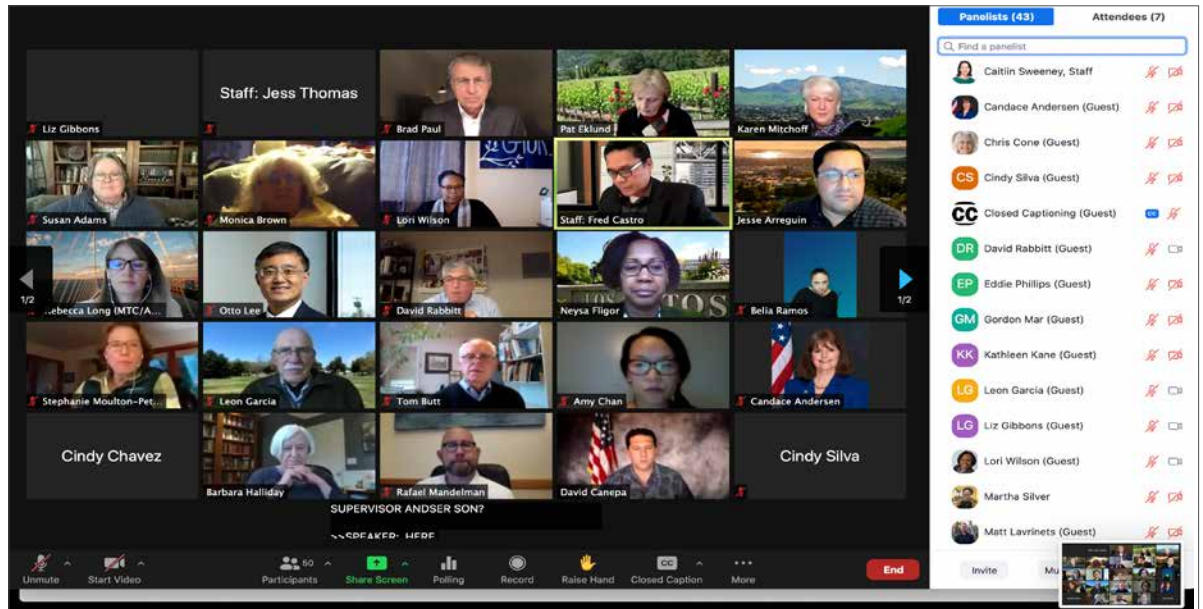 Panelists (43)
Attendees (7)
Find a panelist
Caitlin Sweeney, Staff
Candace Andersen (Guest)
Chris Cone (Guest)
CS Cindy Silva (Guest)
CC Closed Captioning (Guest)
DR David Rabbitt (Guest)
EP Eddie Phillips (Guest)
GM Gordon Mar (Guest)
KK Kathleen Kane (Guest)
LG Leon Garcia (Guest)
LG Liz Gibbons (Guest)
Lori Wilson (Guest)
Martha Silver
Matt Lavrinets (Guest)
Invite
Liz Gibbons
Staff: Jess Thomas
Brad Paul
Pat Eklund
Karen Mitchoff
Susan Adams
Monica Brown
Lori Wilson
Staff: Fred Castro
Jesse Arreguin
1/2
Rebecca Long (MTC/A...
Otto Lee
David Rabbitt
Neysa Fligor
Belia Ramos
1/2
Stephanie Moulton-Pet...
Leon Garcia
Tom Butt
Amy Chan
Candace Andersen
Cindy Chavez
Barbara Halliday
Rafael Mandelman
David Canepa
Cindy Silva
SUPERVISOR ANDSER SON?
>>SPEAKER: HERE
Unmute
Start Video
50
Participants
Share Screen
Polling
Record
Raise Hand
CC
Closed Caption
More
End